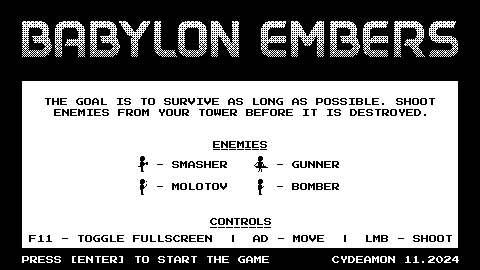 BABYLON EMBERS
THE GOAL IS TO SURVIVE AS LONG AS POSSIBLE. SHOOT
ENEMIES FROM YOUR TOWER BEFORE IT IS DESTROYED.
ENEMIES
- SMASHER - GUNNER
- MOLOTOV - BOMBER
CONTROLS
F11 - TOGGLE FULLSCREEN | AD - MOVE | LMB - SHOOT
PRESS [ENTER] TO START THE GAME CYDEAMON 11.2024